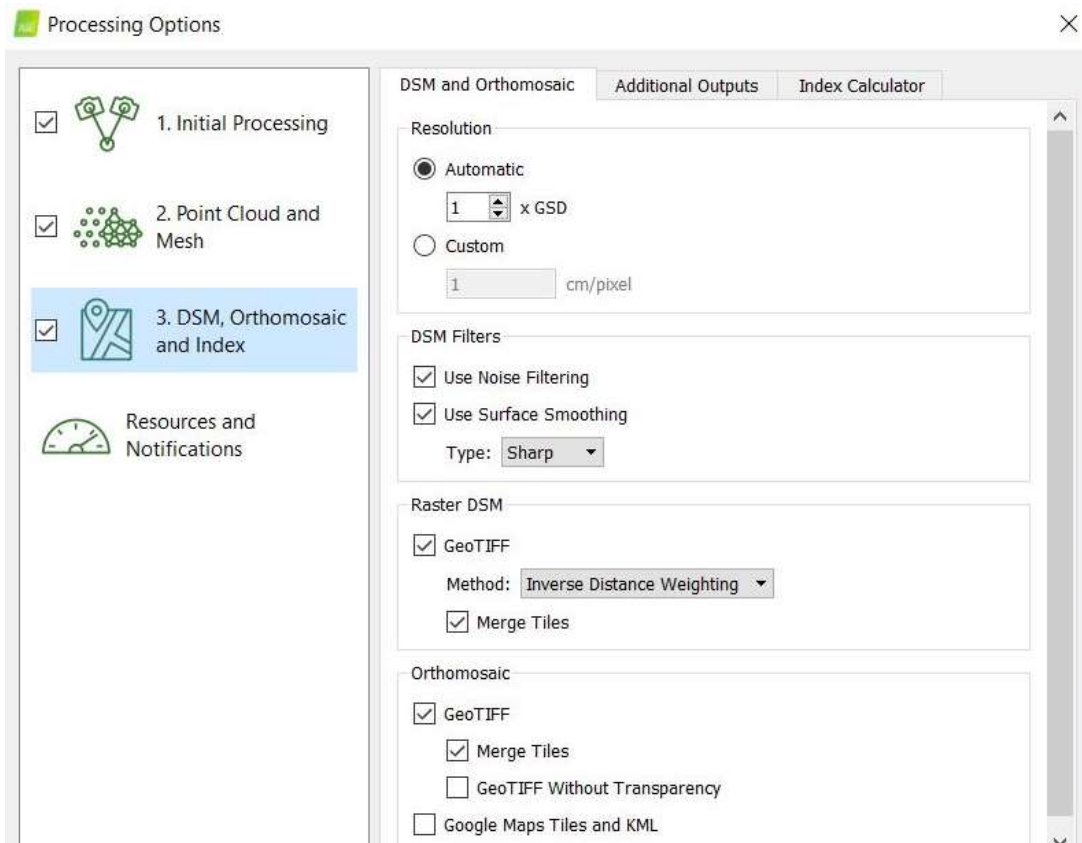 Processing Options
1. Initial Processing
2. Point Cloud and
Mesh
3. DSM, Orthomosaic
and Index
Resources and
Notifications
DSM and Orthomosaic
Additional Outputs
Index Calculator
Resolution
Automatic
1 x GSD
Custom
1 cm/pixel
DSM Filters
Use Noise Filtering
Use Surface Smoothing
Type: Sharp
Raster DSM
GeoTIFF
Method: Inverse Distance Weighting
Merge Tiles
Orthomosaic
GeoTIFF
Merge Tiles
GeoTIFF Without Transparency
Google Maps Tiles and KML